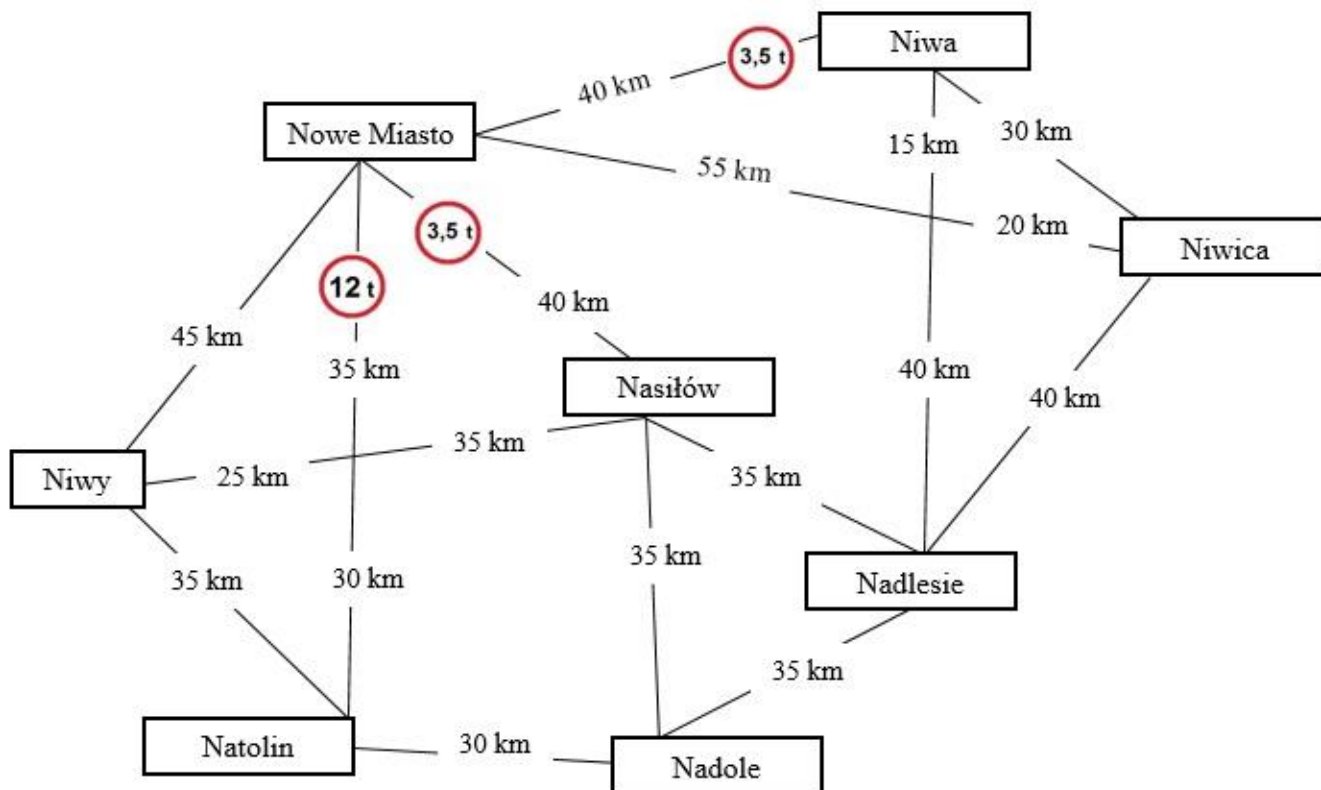 Niwa
3,5 t
40 km
Nowe Miasto
15 km
30 km
55 km
20 km
Niwica
3,5 t
12 t
40 km
45 km
35 km
40 km
40 km
Nasiłów
35 km
25 km
Niwy
35 km
35 km
35 km
30 km
Nadlesie
35 km
Natolin
30 km
Nadole